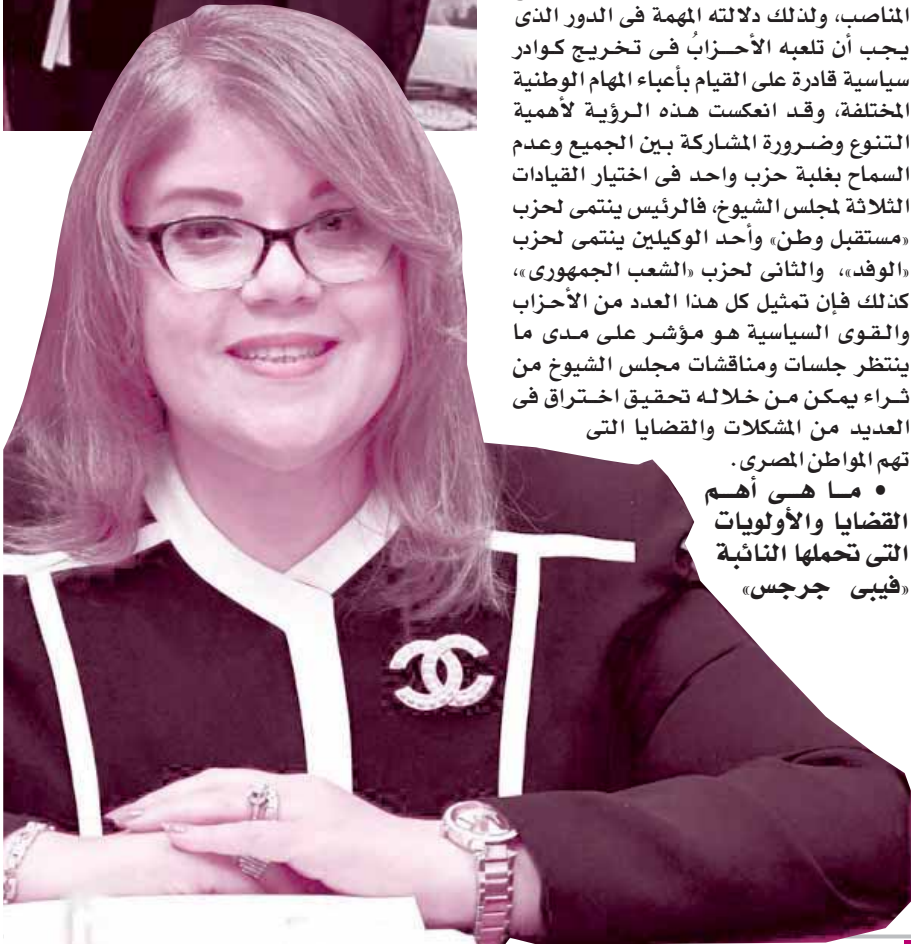 المناصب، ولذلك دلالته المهمة فى الدور الذى
يجب أن تلعبه الأحزابُ فى تخريج كوادر
سياسية قادرة على القيام بأعباء المهام الوطنية
المختلفة، وقد انعكست هذه الرؤية لأهمية
التنوع وضرورة المشاركة بين الجميع وعدم
السماح بغلبة حزب واحد فى اختيار القيادات
الثلاثة لمجلس الشيوخ، فالرئيس ينتمى لحزب
«مستقبل وطن» وأحد الوكيلين ينتمى لحزب
«الوفد»، والثانى لحزب «الشعب الجمهورى»،
كذلك فإن تمثيل كل هذا العدد من الأحزاب
والقوى السياسية هو مؤشر على مدى ما
ينتظر جلسات ومناقشات مجلس الشيوخ من
ثراء يمكن من خلاله تحقيق اختراق فى
العديد من المشكلات والقضايا التى
تهم المواطن المصرى.
• ما هى أهم
القضايا والأولويات
التى تحملها النائبة
«فيبى جرجس»